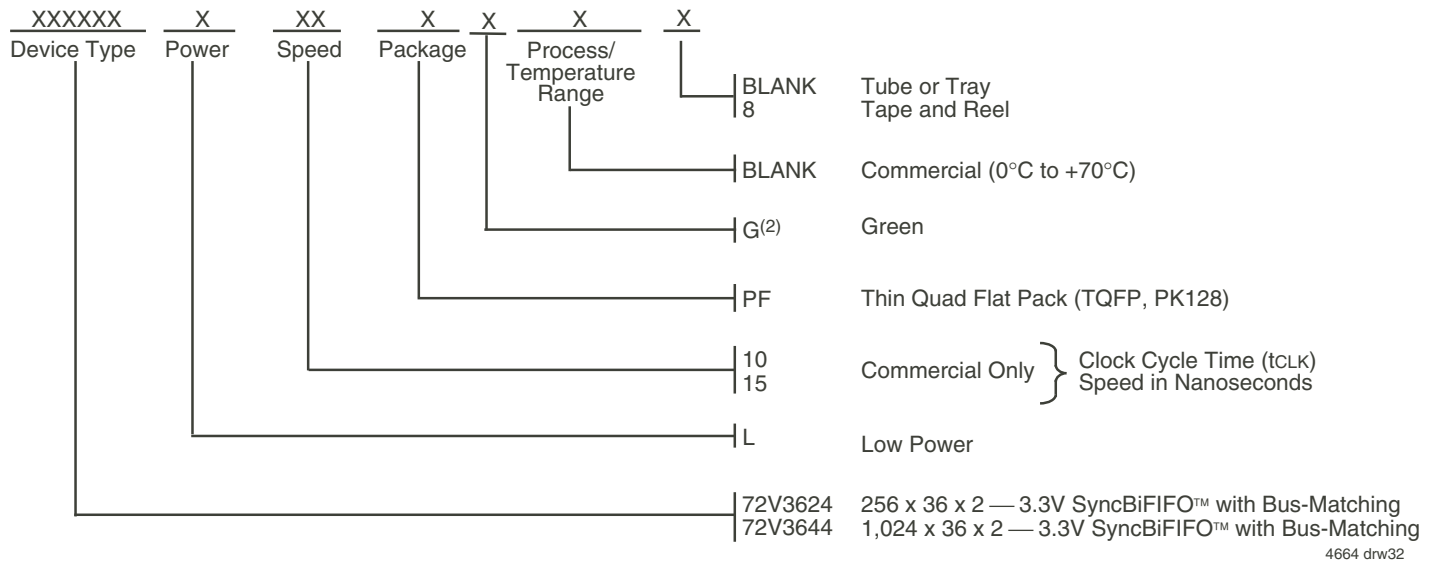 XXXXXX X XX X X X X
Device Type Power Speed Package Process/
Temperature
Range
BLANK Tube or Tray
8 Tape and Reel
BLANK Commercial (0°C to +70°C)
G(2) Green
PF Thin Quad Flat Pack (TQFP, PK128)
10
15
Commercial Only
Clock Cycle Time (tCLK)
Speed in Nanoseconds
L Low Power
72V3624 256 x 36 x 2 — 3.3V SyncBiFIFO™ with Bus-Matching
72V3644 1,024 x 36 x 2 — 3.3V SyncBiFIFO™ with Bus-Matching
4664 drw32